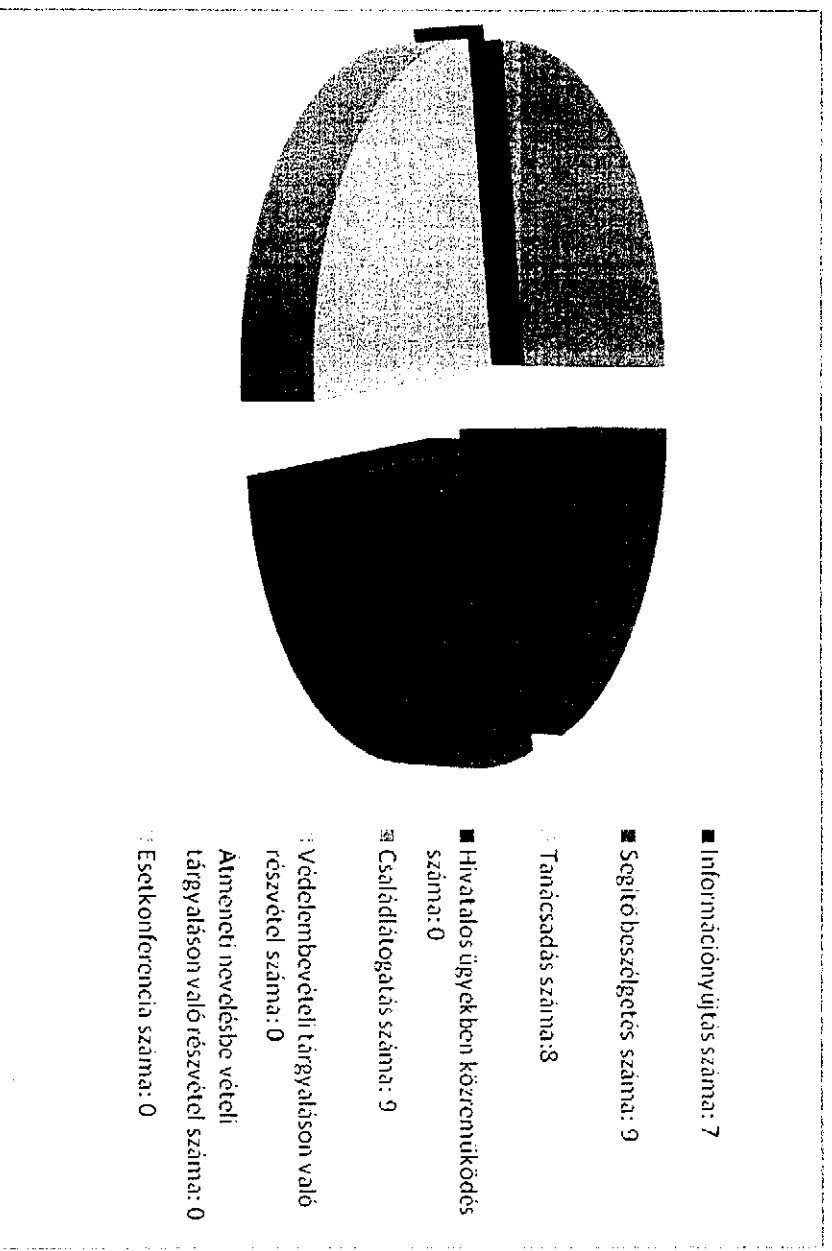 Információnyújtás száma: 7
Segítő beszélgetés száma: 9
Tanácsadás száma:8
Hivatalos ügyekben közreműködés
száma: 0
Családlátogatás száma: 9
Védelembevételi tárgyaláson való
részvétel száma: 0
Átmeneti nevelésbe vételi
tárgyaláson való részvétel száma: 0
Esetkonferencia száma: 0